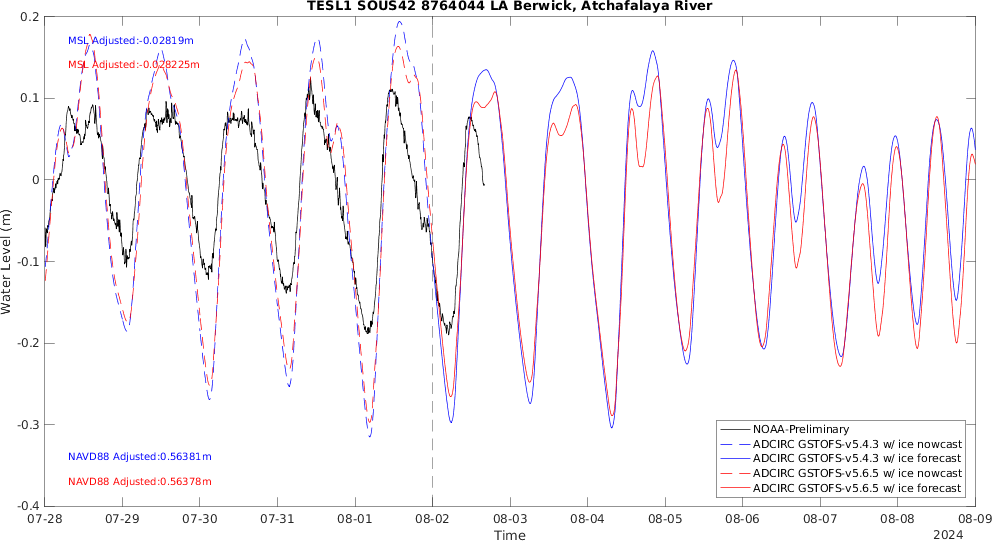 TESL1 SOUS42 8764044 LA Berwick, Atchafalaya River
MSL Adjusted:-0.02819m
MSL Adjusted:-0.028225m
NAVD88 Adjusted:0.56381m
NAVD88 Adjusted:0.56378m
Water Level (m)
0.2
0.1
0
-0.1
-0.2
-0.3
-0.4
NOAA-Preliminary
ADCIRC GSTOFS-v5.4.3 w/ ice nowcast
ADCIRC GSTOFS-v5.4.3 w/ ice forecast
ADCIRC GSTOFS-v5.6.5 w/ ice nowcast
ADCIRC GSTOFS-v5.6.5 w/ ice forecast
07-28 07-29 07-30 07-31 08-01 08-02 08-03 08-04 08-05 08-06 08-07 08-08 08-09
Time
2024